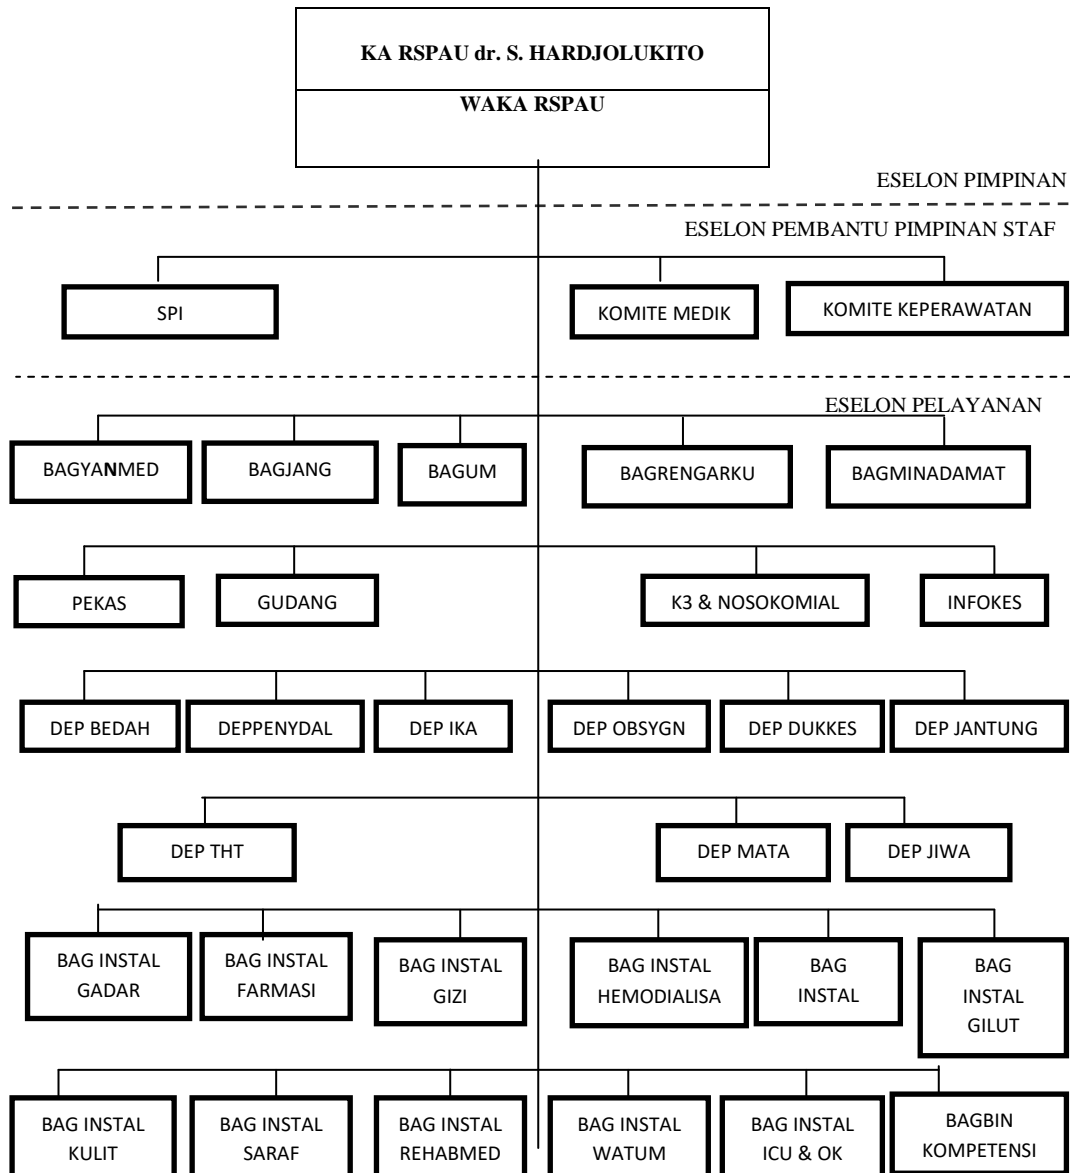 KA RSPAU dr. S. HARDJOLUKITO
WAKA RSPAU
ESELON PIMPINAN
ESELON PEMBANTU PIMPINAN STAF
SPI
KOMITE MEDIK
KOMITE KEPERAWATAN
ESELON PELAYANAN
BAGYANMED
BAGJANG
BAGUM
BAGRENGARKU
BAGMINADAMAT
PEKAS
GUDANG
K3 & NOSOKOMIAL
INFOKES
DEP BEDAH
DEPPENYDAL
DEP IKA
DEP OBSYGN
DEP DUKKES
DEP JANTUNG
DEP THT
DEP MATA
DEP JIWA
BAG INSTAL
GADAR
BAG INSTAL
FARMASI
BAG INSTAL
GIZI
BAG INSTAL
HEMODIALISA
BAG
INSTAL
BAG
INSTAL
GILUT
BAG INSTAL
KULIT
BAG INSTAL
SARAF
BAG INSTAL
REHABMED
BAG INSTAL
WATUM
BAG INSTAL
ICU & OK
BAGBIN
KOMPETENSI